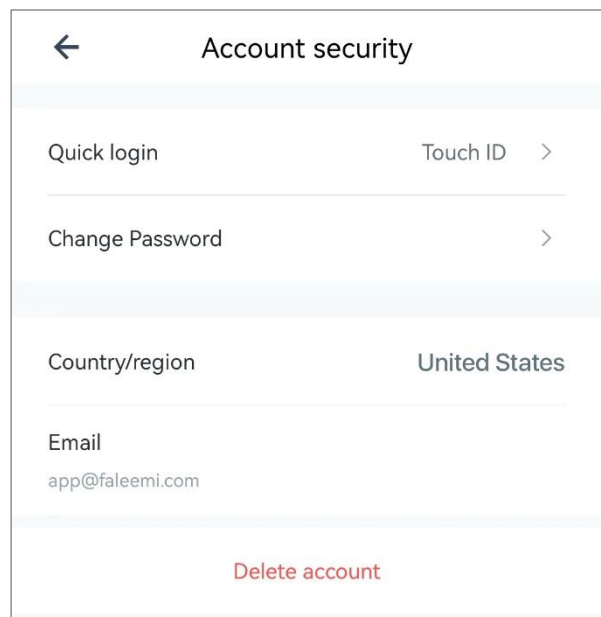 Account security
Quick login Touch ID
Change Password
Country/region United States
Email
app@faleemi.com
Delete account